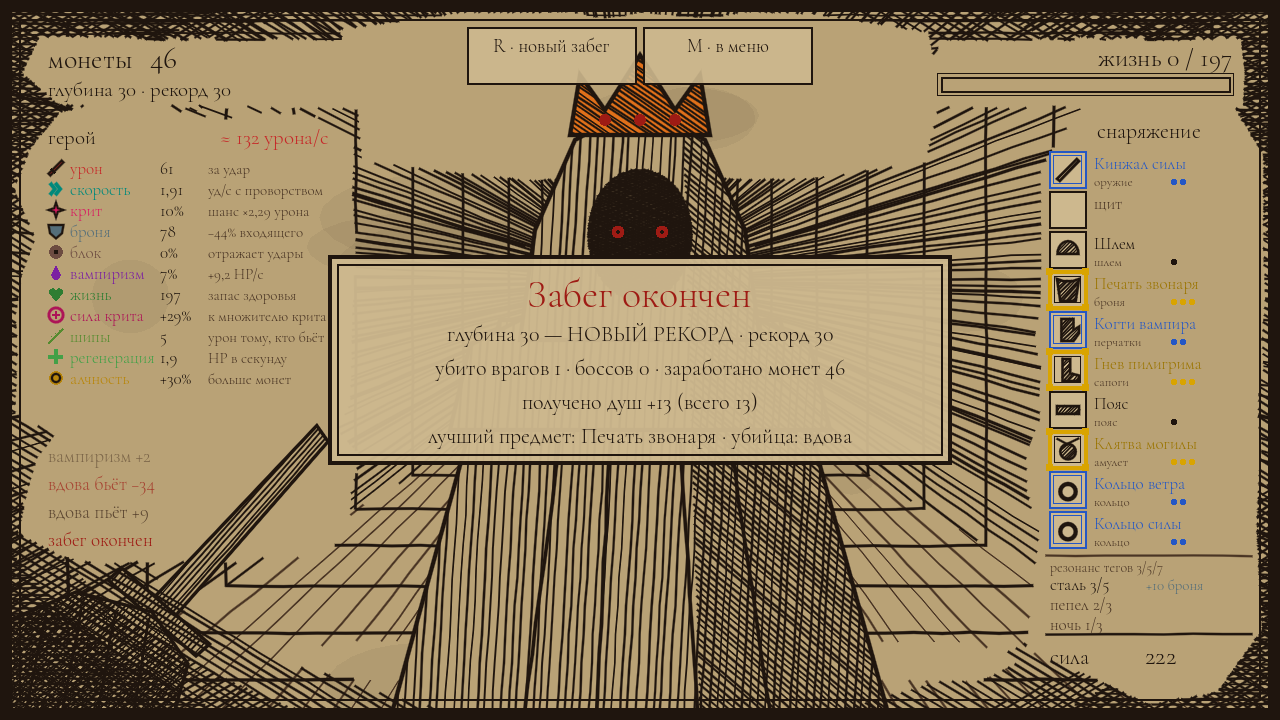 монеты 46
глубина 30 · рекорд 30
R · новый забег
M · в меню
жизнь 0 / 197
герой ≈ 132 урона/с
урон 61 за удар
скорость 1,91 уд/с с проворством
крит 10% шанс ×2,29 урона
броня 78 −44% входящего
блок 0% отражает удары
вампиризм 7% +9,2 HP/с
жизнь 197 запас здоровья
сила крита +29% к множителю крита
шипы 5 урон тому, кто бьёт
регенерация 1,9 HP в секунду
алчность +30% больше монет
вампиризм +2
вдова бьёт −34
вдова пьёт +9
забег окончен
Забег окончен
глубина 30 — НОВЫЙ РЕКОРД · рекорд 30
убито врагов 1 · боссов 0 · заработано монет 46
получено душ +13 (всего 13)
лучший предмет: Печать звонаря · убийца: вдова
снаряжение
Кинжал силы
оружие
щит
Шлем
шлем
Печать звонаря
броня
Когти вампира
перчатки
Гнев пилигрима
сапоги
Пояс
пояс
Клятва могилы
амулет
Кольцо ветра
кольцо
Кольцо силы
кольцо
резонанс тегов 3/5/7
сталь 3/5 +10 броня
пепел 2/3
ночь 1/3
сила 222